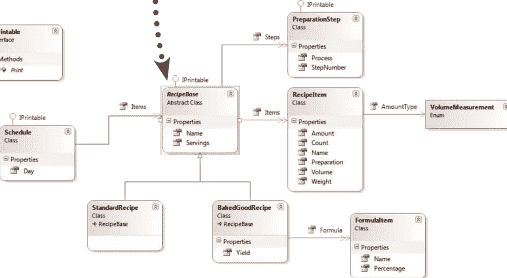 IPrintable
PreparationStep
Class
Properties
Process
StepNumber
Steps
Methods
Print
IPrintable
RecipeBase
Abstract Class
Properties
Name
Servings
Items
IPrintable
Schedule
Class
Properties
Day
Items
RecipeItem
Class
Properties
Amount
Count
Name
Preparation
Volume
Weight
AmountType
VolumeMeasurement
Enum
StandardRecipe
Class
RecipeBase
BakedGoodRecipe
Class
RecipeBase
Properties
Yield
Formula
FormulaItem
Class
Properties
Name
Percentage